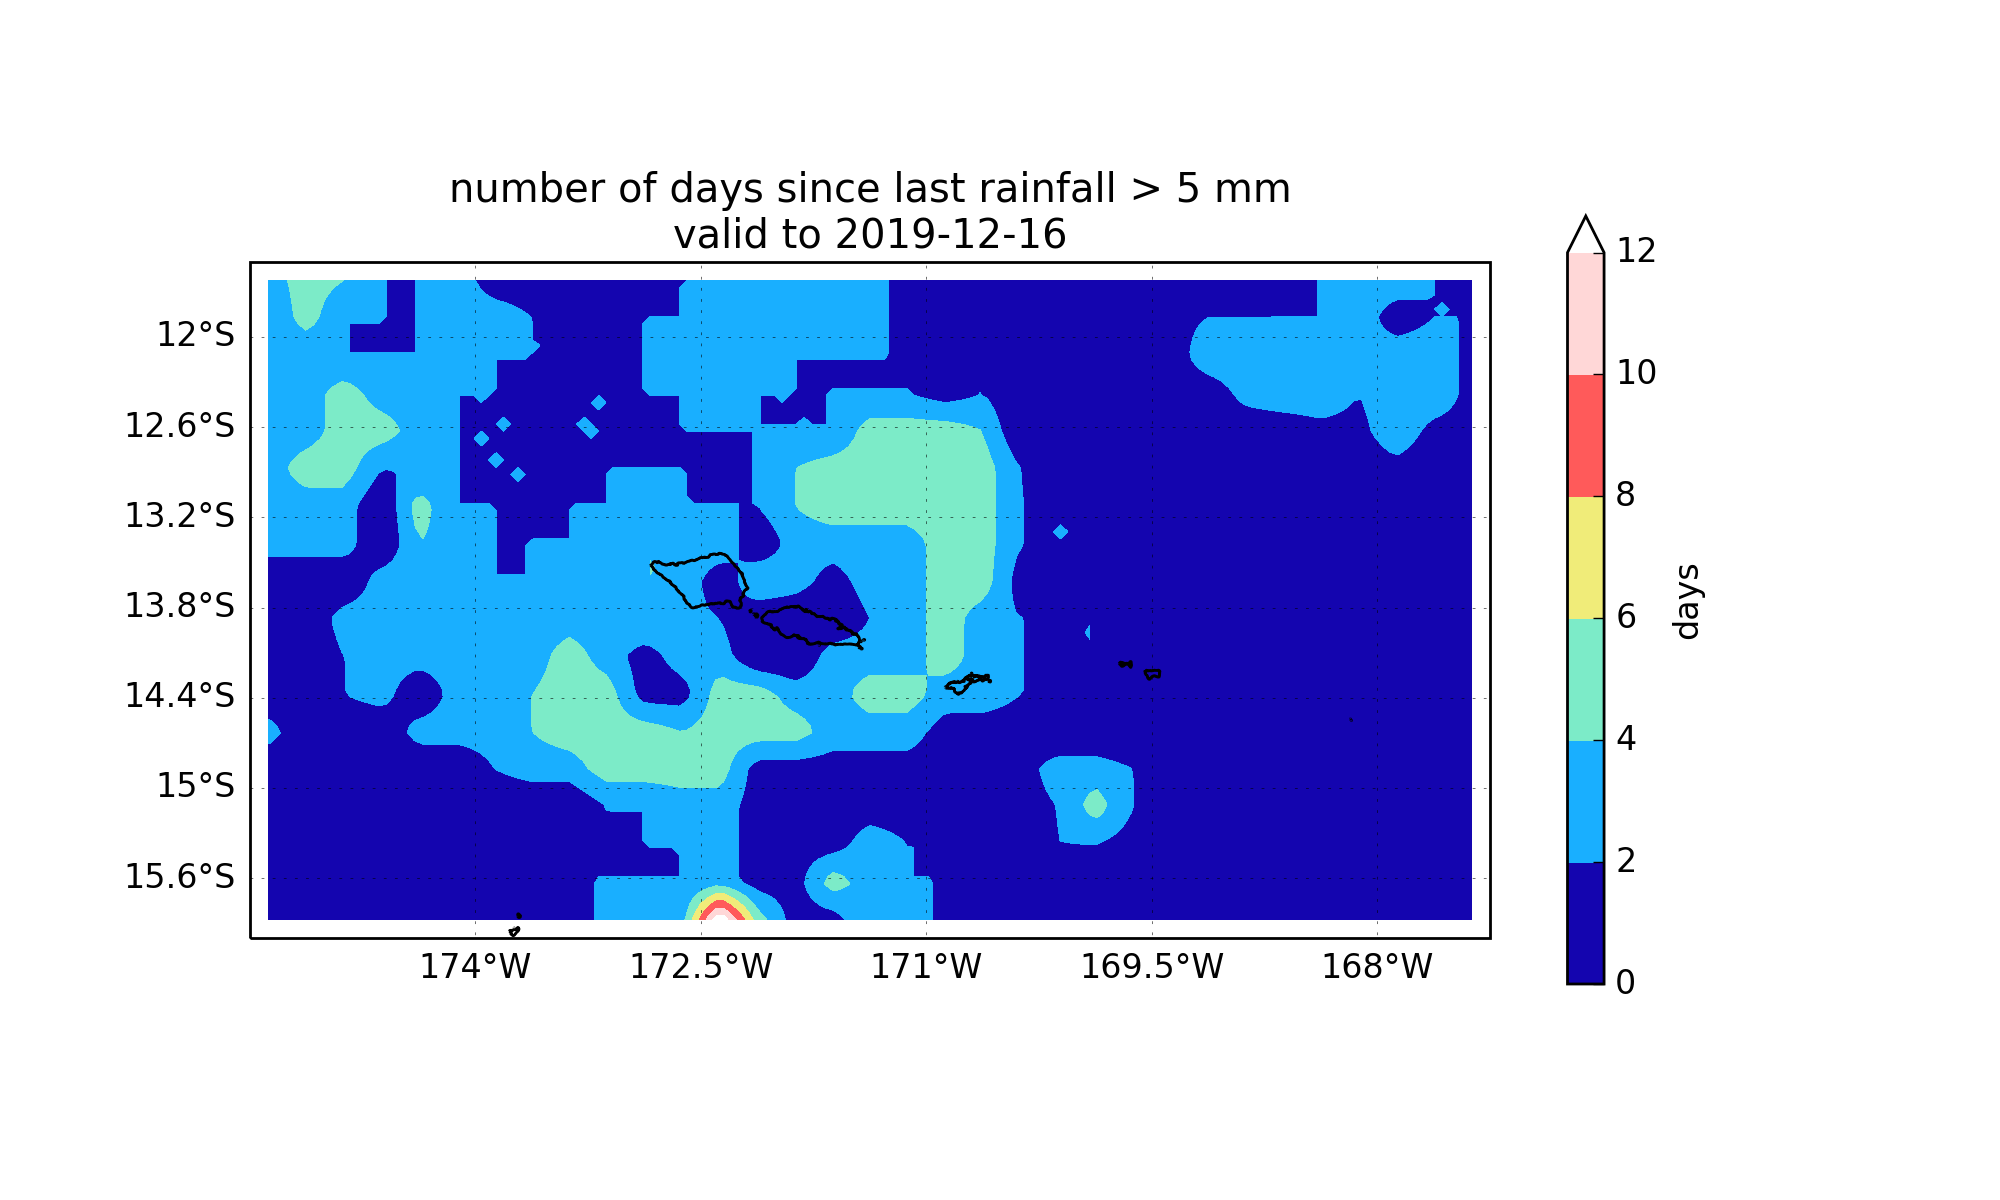 number of days since last rainfall > 5 mm
valid to 2019-12-16
12°S
12.6°S
13.2°S
13.8°S
14.4°S
15°S
15.6°S
174°W
172.5°W
171°W
169.5°W
168°W
12
10
8
6
4
2
0
days